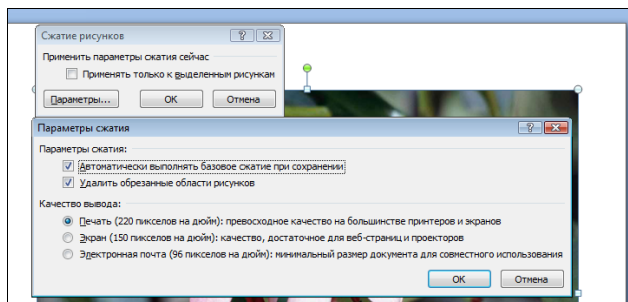 Сжатие рисунков
Применить параметры сжатия сейчас
Применять только к выделенным рисункам
Параметры...
ОК
Отмена
Параметры сжатия
Параметры сжатия:
Автоматически выполнять базовое сжатие при сохранении
Удалить обрезанные области рисунков
Качество вывода:
Печать (220 пикселов на дюйм): превосходное качество на большинстве принтеров и экранов
Экран (150 пикселов на дюйм): качество, достаточное для веб-страниц и проекторов
Электронная почта (96 пикселов на дюйм): минимальный размер документа для совместного использования
ОК
Отмена